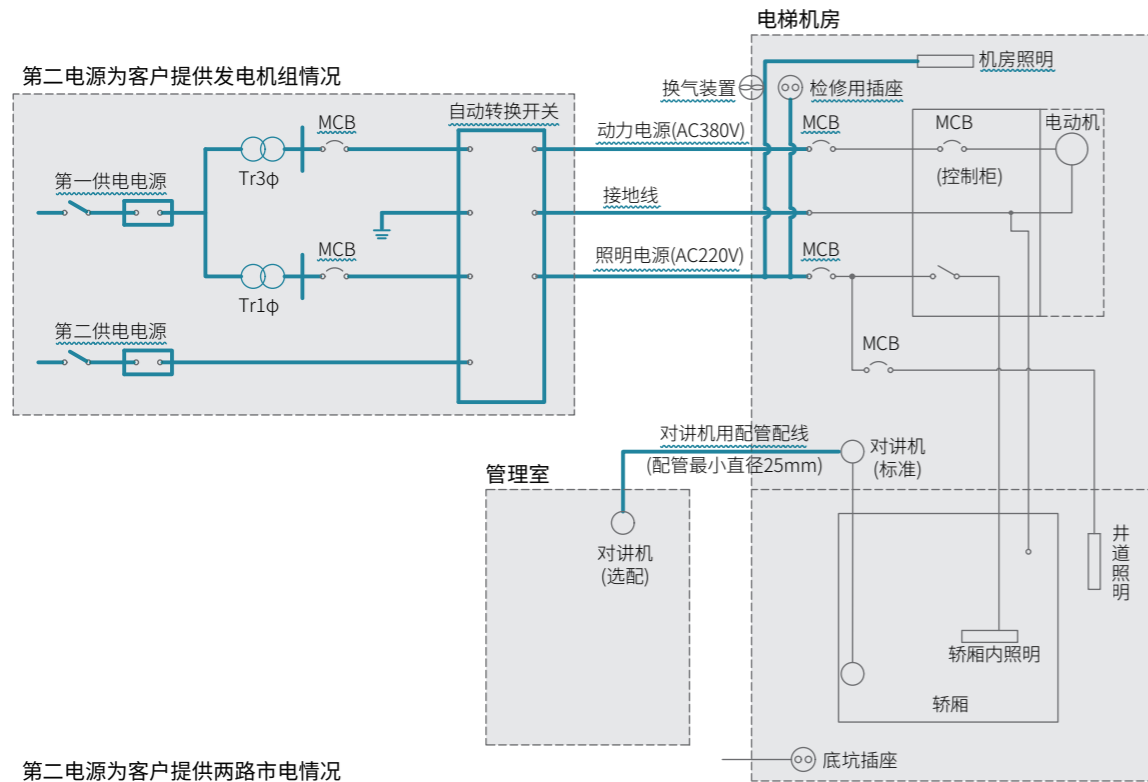 电梯机房
第二电源为客户提供发电机组情况
机房照明
换气装置
检修用插座
自动转换开关
MCB
动力电源(AC380V)
MCB
MCB
电动机
Tr3φ
(控制柜)
第一供电电源
接地线
MCB
照明电源(AC220V)
MCB
Tr1φ
第二供电电源
MCB
对讲机用配管配线
(配管最小直径25mm)
对讲机
(标准)
管理室
对讲机
(选配)
井道照明
轿厢内照明
轿厢
底坑插座
第二电源为客户提供两路市电情况